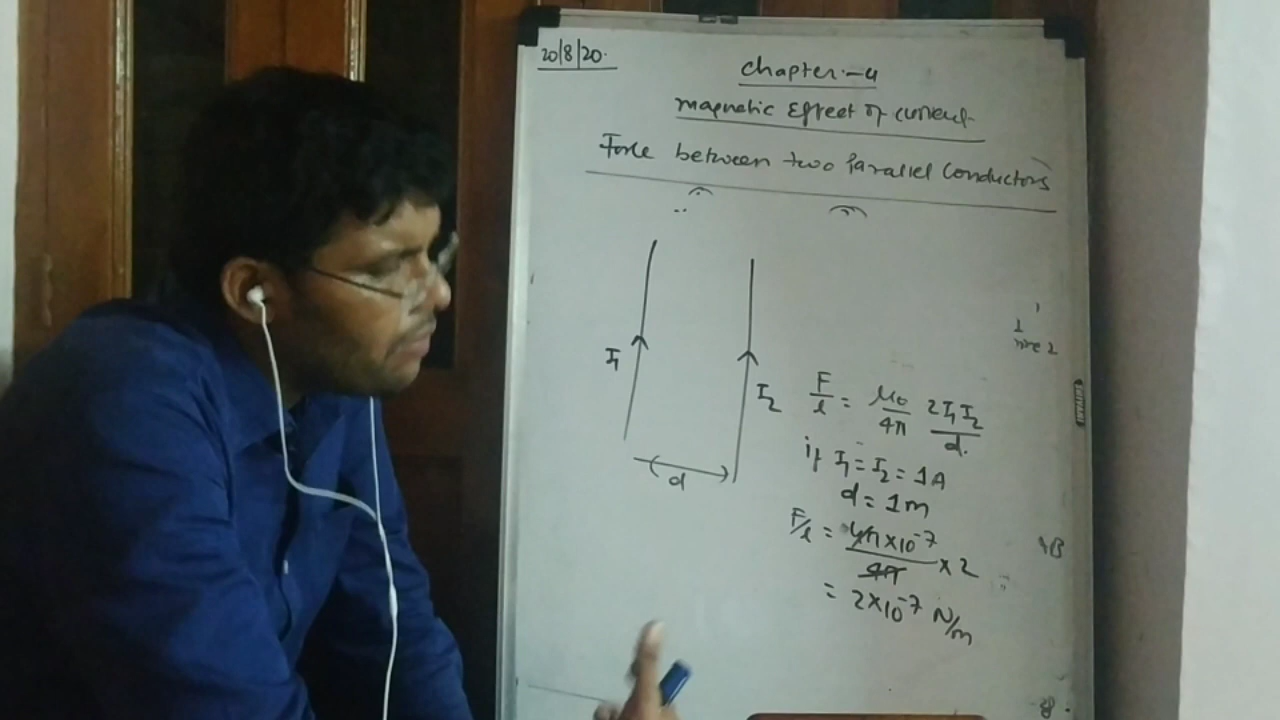 20/8/20.
Chapter:-4
Magnetic Effect of current.
Force between two Parallel Conductors
I₁
I₂
d
F/l = μ₀/4π 2I₁I₂/d.
if I₁ = I₂ = 1A
d = 1m
F/l = 4π×10⁻⁷/4π ×2
= 2×10⁻⁷ N/m